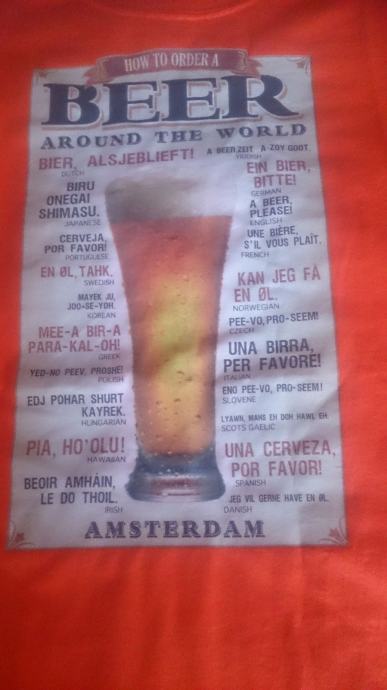 HOW TO ORDER A
BEER
AROUND THE WORLD
BIER, ALSJEBLIEFT!
DUTCH
BIRU
ONEGAI
SHIMASU.
JAPANESE
CERVEJA,
POR FAVOR!
PORTUGUESE
EN ØL, TAHK.
SWEDISH
MAYEK JU,
JOO-SE-YOH.
KOREAN
MEE-A BIR-A
PARA-KAL-OH!
GREEK
YED-NO PEEV, PROSHE!
POLISH
EDJ POHAR SHURT
KAYREK.
HUNGARIAN
PIA, HO'OLU!
HAWAIIAN
BEOIR AMHÁIN,
LE DO THOIL.
IRISH
A BEER,ZEIT A-ZOY GOOT.
YIDDISH
EIN BIER,
BITTE!
GERMAN
A BEER,
PLEASE!
ENGLISH
UNE BIÈRE,
S'IL VOUS PLAÎT.
FRENCH
KAN JEG FÅ
EN ØL.
NORWEGIAN
PEE-VO, PRO-SEEM!
CZECH
UNA BIRRA,
PER FAVORE!
ITALIAN
ENO PEE-VO, PRO-SEEM!
SLOVENE
LYAWN, MAHS EH DOH HAWL EH.
SCOTS GAELIC
UNA CERVEZA,
POR FAVOR!
SPANISH
JEG VIL GERNE HAVE EN ØL.
DANISH
AMSTERDAM